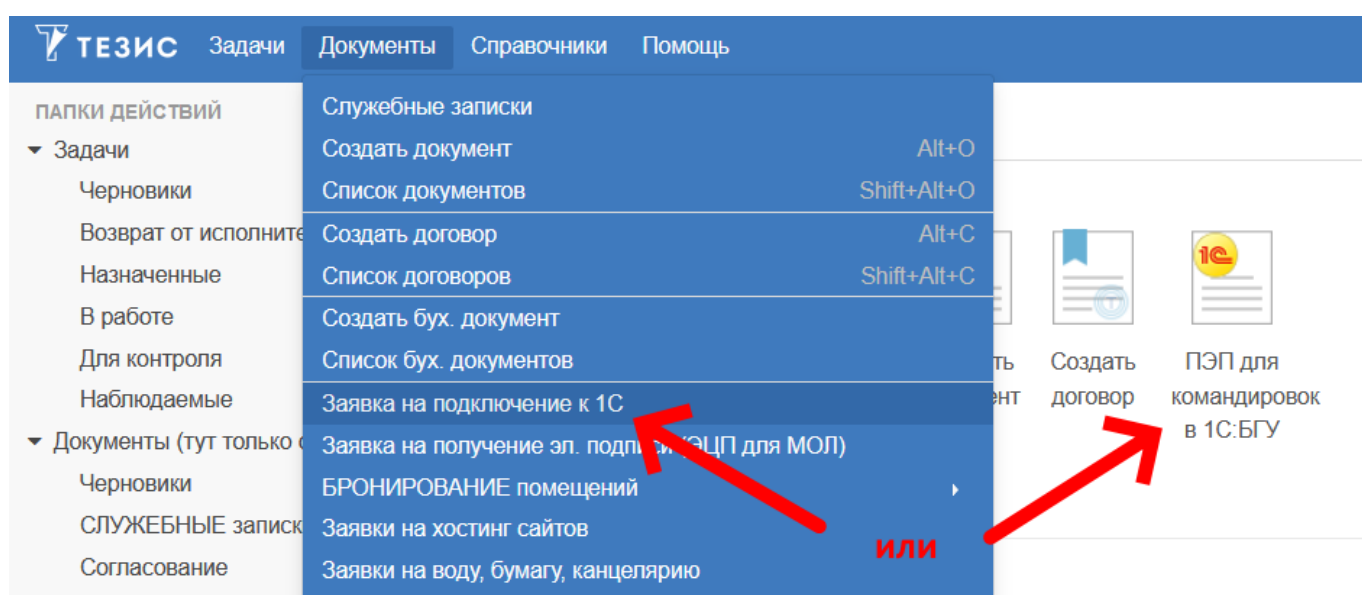 ТЕЗИС Задачи Документы Справочники Помощь
ПАПКИ ДЕЙСТВИЙ
Задачи
Черновики
Возврат от исполните
Назначенные
В работе
Для контроля
Наблюдаемые
Документы (тут только
Черновики
СЛУЖЕБНЫЕ записк
Согласование
Служебные записки
Создать документ Alt+O
Список документов Shift+Alt+O
Создать договор Alt+C
Список договоров Shift+Alt+C
Создать бух. документ
Список бух. документов
Заявка на подключение к 1С
Заявка на получение эл. подписи (ЭЦП для МОЛ)
БРОНИРОВАНИЕ помещений
Заявки на хостинг сайтов
Заявки на воду, бумагу, канцелярию
или
ть
нт
Создать
договор
1С
ПЭП для
командировок
в 1С:БГУ